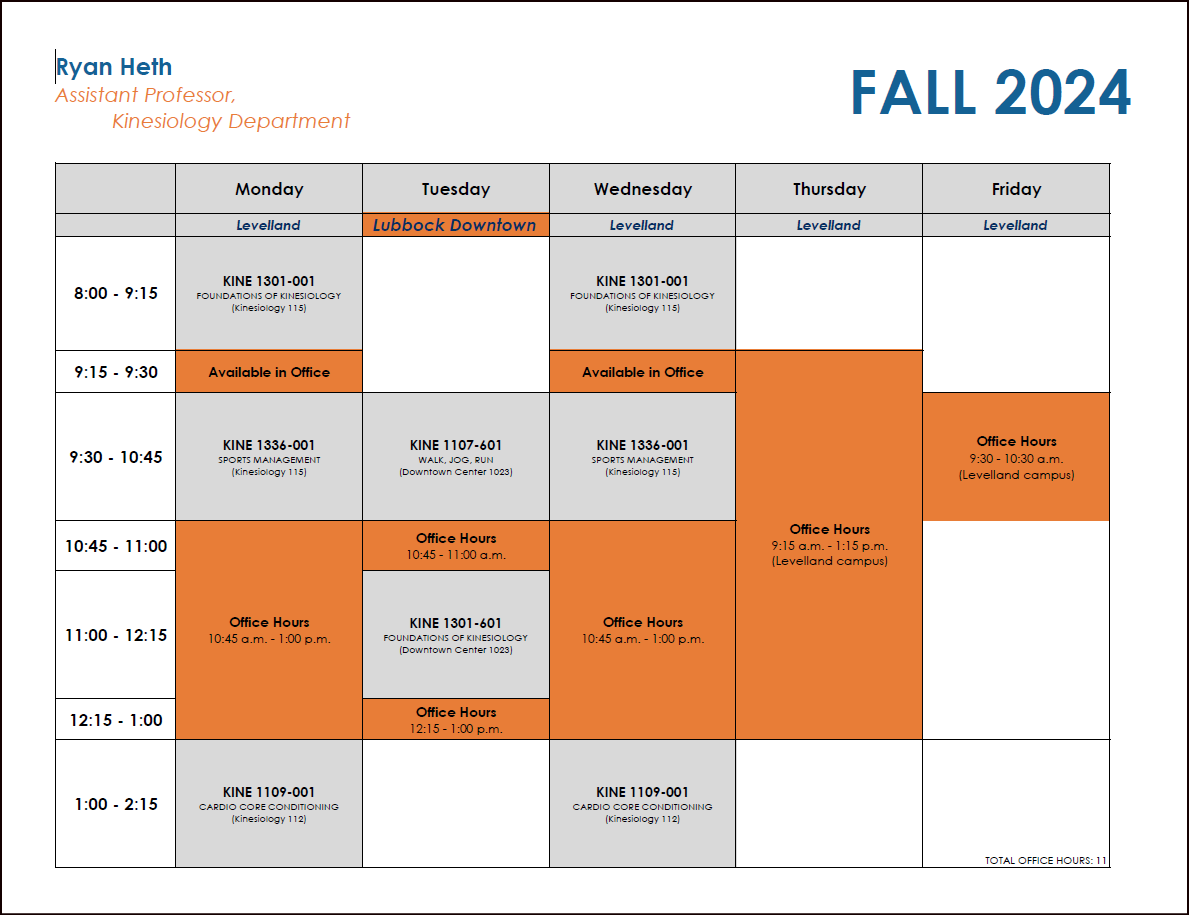 Ryan Heth
Assistant Professor,
Kinesiology Department
FALL 2024
Monday Tuesday Wednesday Thursday Friday
Levelland Lubbock Downtown Levelland Levelland Levelland
8:00 - 9:15
KINE 1301-001
FOUNDATIONS OF KINESIOLOGY
(Kinesiology 115)
KINE 1301-001
FOUNDATIONS OF KINESIOLOGY
(Kinesiology 115)
9:15 - 9:30
Available in Office
Available in Office
9:30 - 10:45
KINE 1336-001
SPORTS MANAGEMENT
(Kinesiology 115)
KINE 1107-601
WALK, JOG, RUN
(Downtown Center 1023)
KINE 1336-001
SPORTS MANAGEMENT
(Kinesiology 115)
Office Hours
9:15 a.m. - 1:15 p.m.
(Levelland campus)
Office Hours
9:30 - 10:30 a.m.
(Levelland campus)
10:45 - 11:00
Office Hours
10:45 a.m. - 1:00 p.m.
Office Hours
10:45 - 11:00 a.m.
Office Hours
10:45 a.m. - 1:00 p.m.
11:00 - 12:15
KINE 1301-601
FOUNDATIONS OF KINESIOLOGY
(Downtown Center 1023)
12:15 - 1:00
Office Hours
12:15 - 1:00 p.m.
1:00 - 2:15
KINE 1109-001
CARDIO CORE CONDITIONING
(Kinesiology 112)
KINE 1109-001
CARDIO CORE CONDITIONING
(Kinesiology 112)
TOTAL OFFICE HOURS: 11